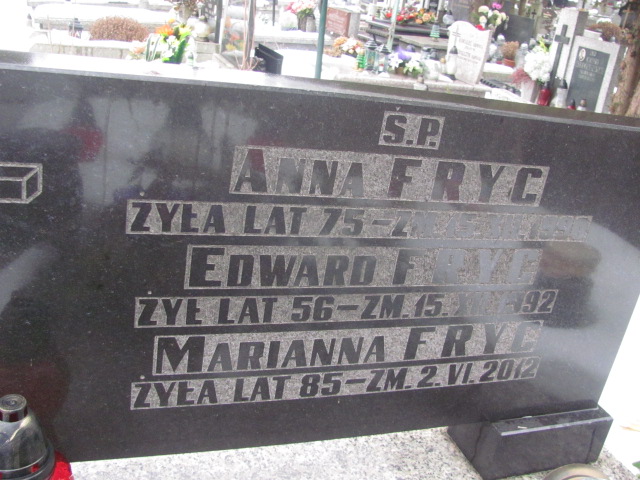 Ś.P.
ANNA FRYC
ŻYŁA LAT 75-ZM.
EDWARD FRYC
ŻYŁ LAT 56-ZM. 15. 1992
MARIANNA FRYC
ŻYŁA LAT 85-ZM. 2. VI. 2012